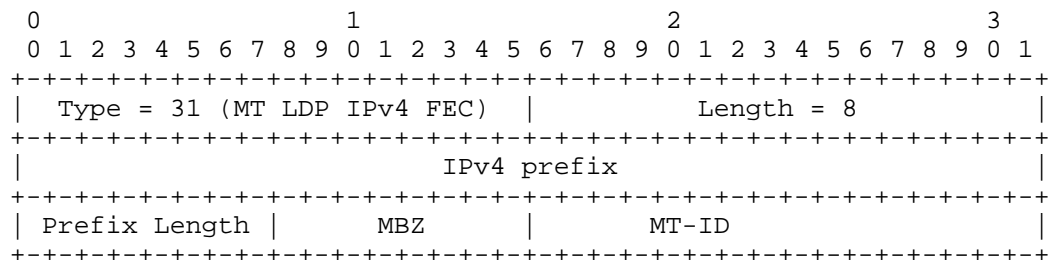 0                   1                   2                   3
 0 1 2 3 4 5 6 7 8 9 0 1 2 3 4 5 6 7 8 9 0 1 2 3 4 5 6 7 8 9 0 1
+-+-+-+-+-+-+-+-+-+-+-+-+-+-+-+-+-+-+-+-+-+-+-+-+-+-+-+-+-+-+-+-+
|  Type = 31 (MT LDP IPv4 FEC)  |          Length = 8           |
+-+-+-+-+-+-+-+-+-+-+-+-+-+-+-+-+-+-+-+-+-+-+-+-+-+-+-+-+-+-+-+-+
|                          IPv4 prefix                          |
+-+-+-+-+-+-+-+-+-+-+-+-+-+-+-+-+-+-+-+-+-+-+-+-+-+-+-+-+-+-+-+-+
| Prefix Length |      MBZ      |       MT-ID                   |
+-+-+-+-+-+-+-+-+-+-+-+-+-+-+-+-+-+-+-+-+-+-+-+-+-+-+-+-+-+-+-+-+